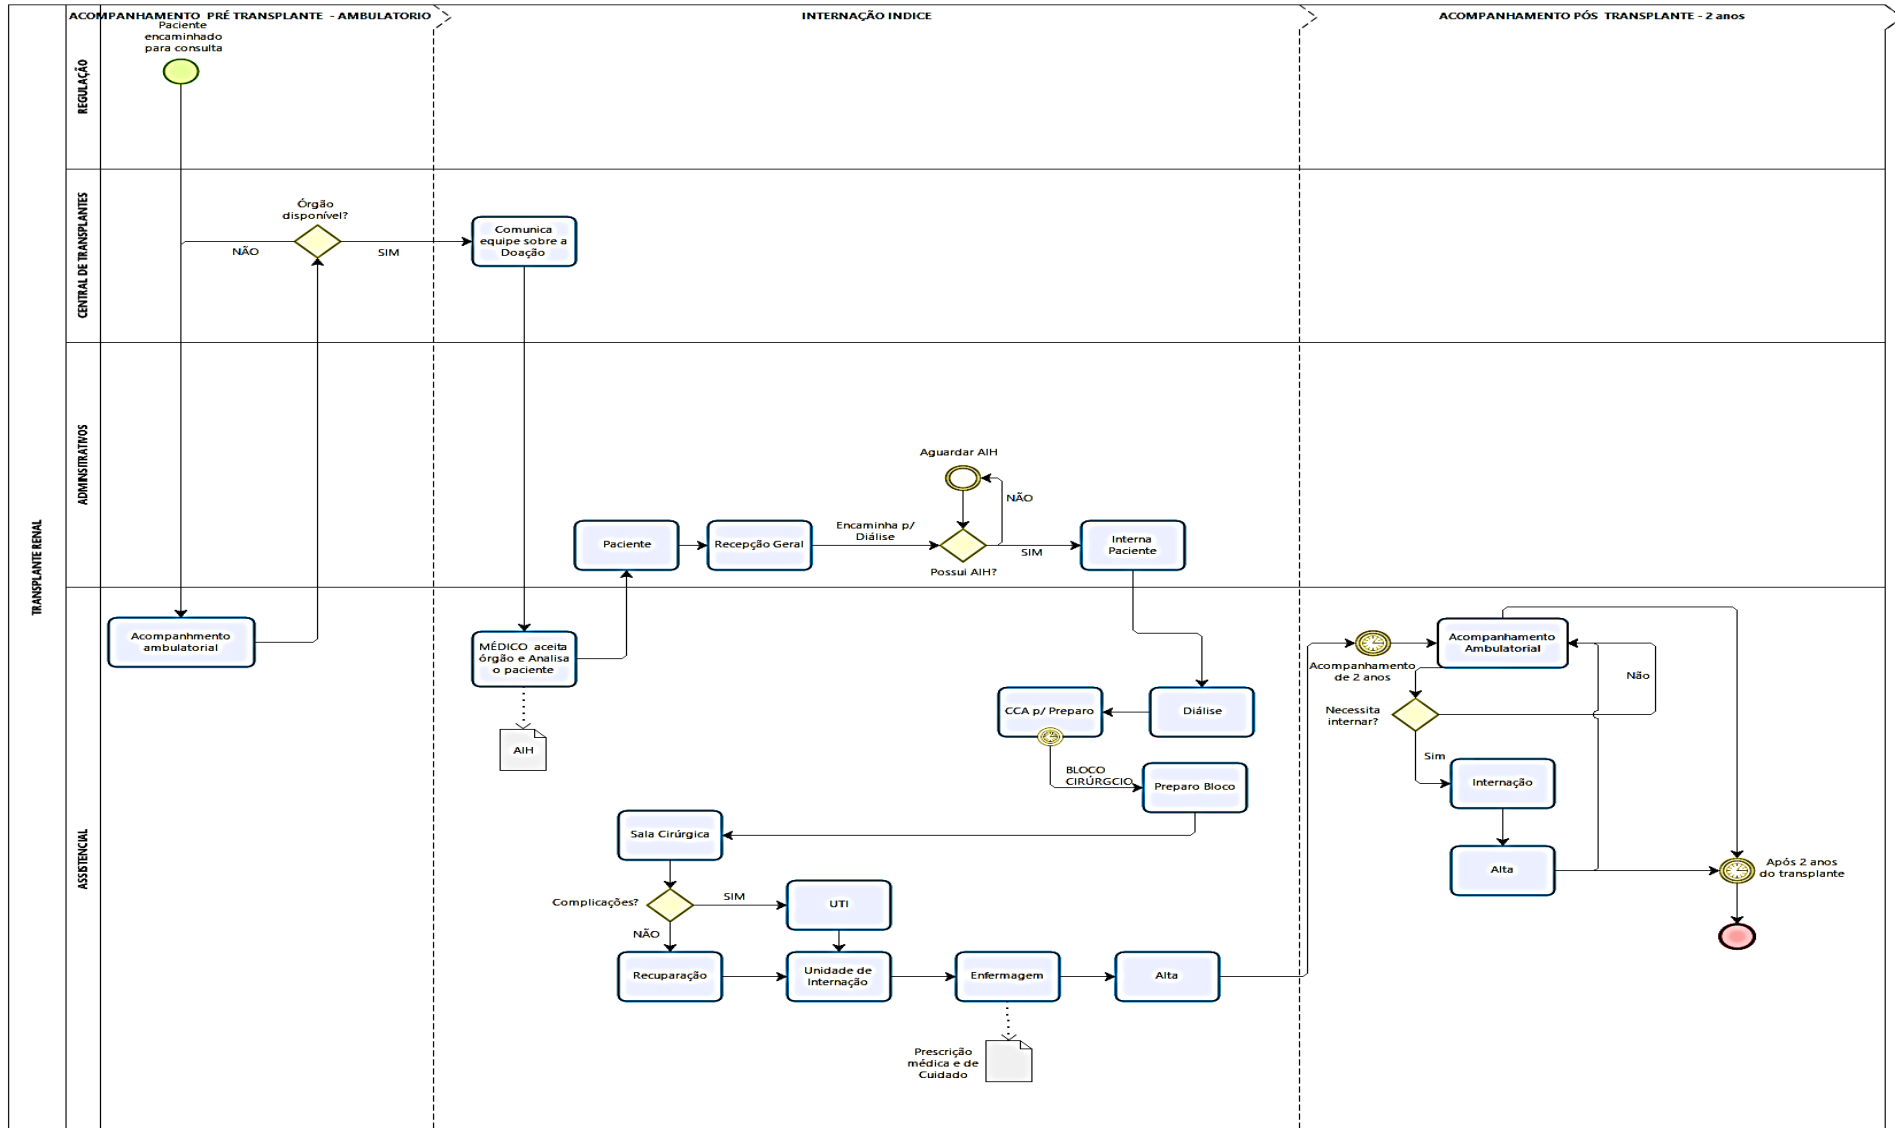 ACOMPANHAMENTO PRÉ TRANSPLANTE - AMBULATORIO
INTERNAÇÃO INDICE
ACOMPANHAMENTO PÓS TRANSPLANTE - 2 anos
TRANSPLANTE RENAL
REGULAÇÃO
Paciente
encaminhado
para consulta
CENTRAL DE TRANSPLANTES
Órgão
disponível?
NÃO
SIM
Comunica
equipe sobre a
Doação
ADMINSITRATIVOS
Aguardar AIH
NÃO
Paciente
Recepção Geral
Encaminha p/
Diálise
SIM
Possui AIH?
Interna
Paciente
ASSISTENCIAL
Acompanhmento
ambulatorial
MÉDICO aceita
órgão e Analisa
o paciente
AIH
CCA p/ Preparo
Diálise
BLOCO
CIRÚRGCIO
Preparo Bloco
Sala Cirúrgica
Complicações?
SIM
UTI
NÃO
Recuparação
Unidade de
Internação
Enfermagem
Alta
Prescrição
médica e de
Cuidado
Acompanhamento
de 2 anos
Acompanhamento
Ambulatorial
Não
Necessita
internar?
Sim
Internação
Alta
Após 2 anos
do transplante